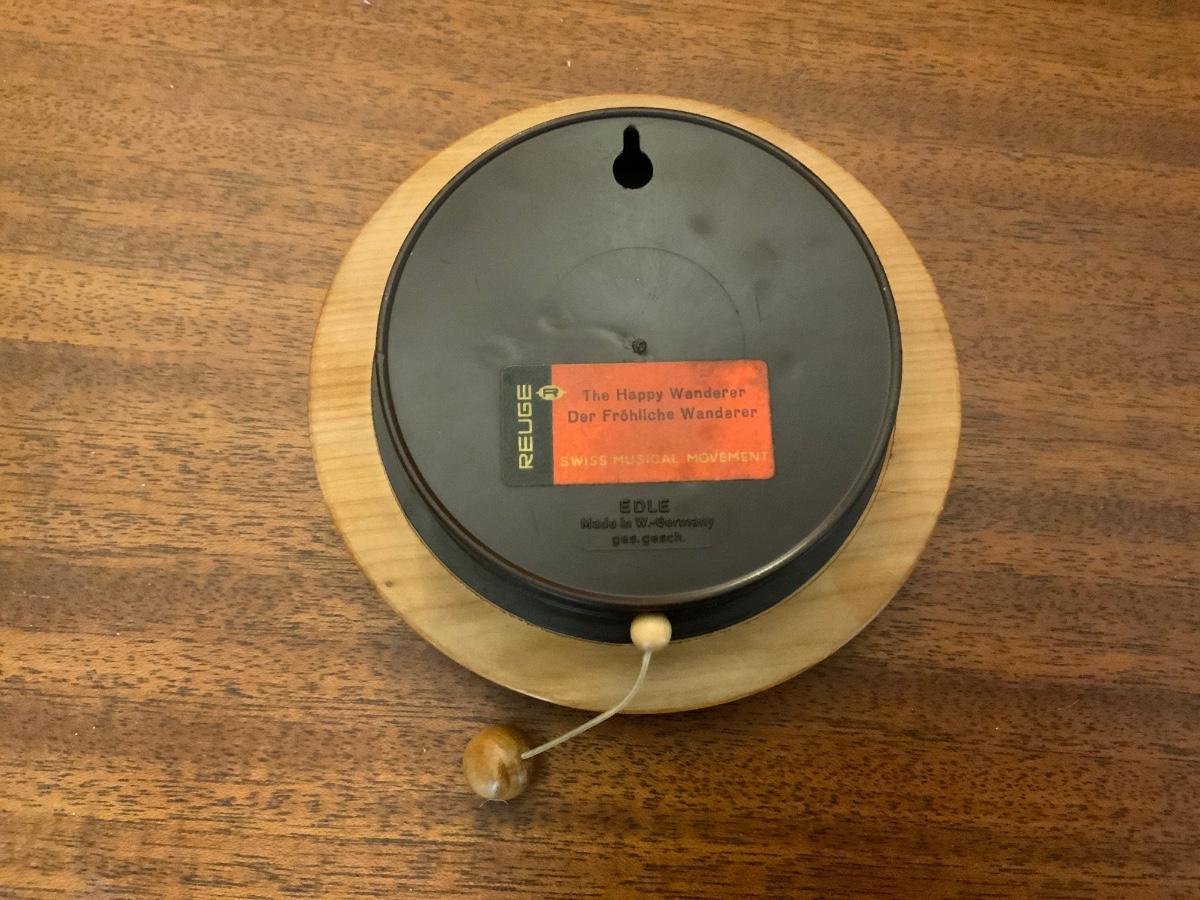 REUGE
R
The Happy Wanderer
Der Fröhliche Wanderer
SWISS MUSICAL MOVEMENT
EDLE
Made in W.-Germany
ges. gesch.